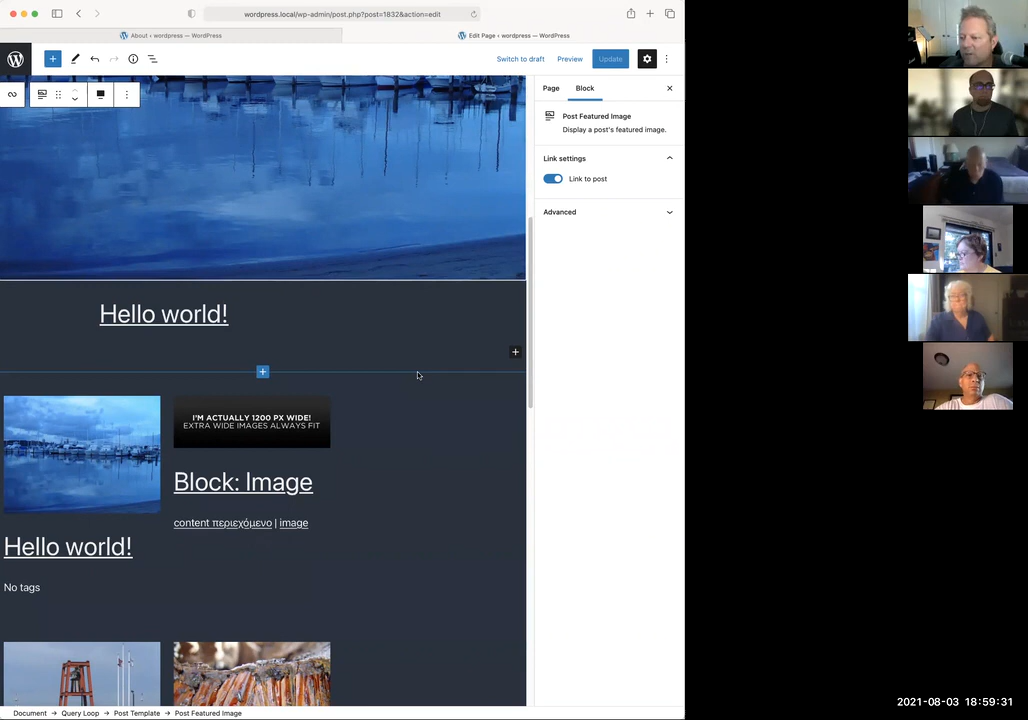 wordpress.local/wp-admin/post.php?post=1832&action=edit
About ‹ wordpress — WordPress
Edit Page ‹ wordpress — WordPress
Switch to draft
Preview
Update
Page
Block
Post Featured Image
Display a post's featured image.
Link settings
Link to post
Advanced
Hello world!
I'M ACTUALLY 1200 PX WIDE!
EXTRA WIDE IMAGES ALWAYS FIT
Block: Image
content περιεχόμενο | image
Hello world!
No tags
Document → Query Loop → Post Template → Post Featured Image
2021-08-03 18:59:31